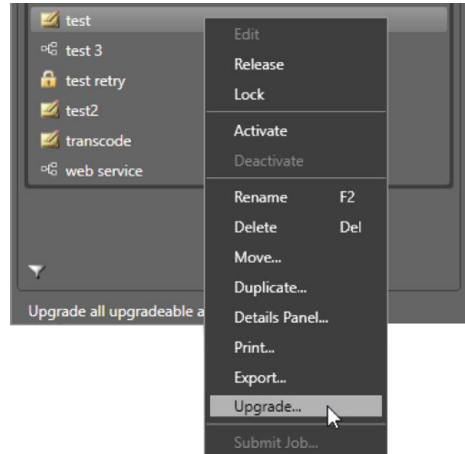 test
test 3
test retry
test2
transcode
web service
Upgrade all upgradeable a
Edit
Release
Lock
Activate
Deactivate
Rename F2
Delete Del
Move...
Duplicate...
Details Panel...
Print...
Export...
Upgrade...
Submit Job...